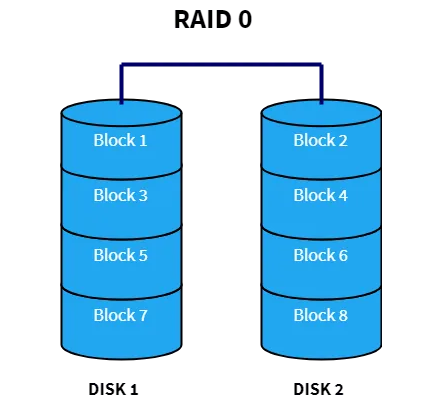 RAID 0
Block 1
Block 2
Block 3
Block 4
Block 5
Block 6
Block 7
Block 8
DISK 1
DISK 2